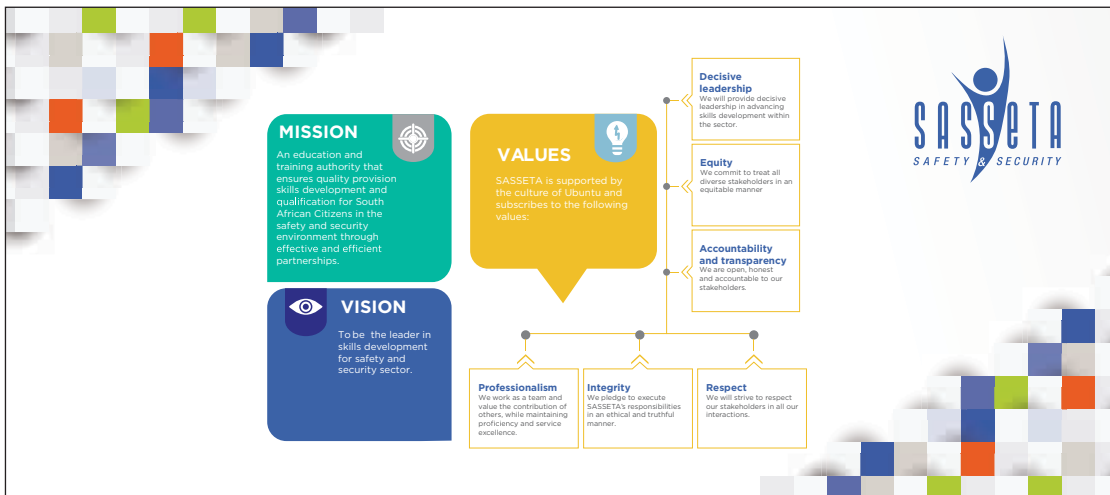 MISSION
An education and
training authority that
ensures quality provision
skills development and
qualification for South
African Citizens in the
safety and security
environment through
effective and efficient
partnerships.
VISION
To be the leader in
skills development
for safety and
security sector.
VALUES
SASSETA is supported by
the culture of Ubuntu and
subscribes to the following
values:
Decisive
leadership
We will provide decisive
leadership in advancing
skills development within
the sector.
Equity
We commit to treat all
diverse stakeholders in an
equitable manner
Accountability
and transparency
We are open, honest
and accountable to our
stakeholders.
Professionalism
We work as a team and
value the contribution of
others, while maintaining
proficiency and service
excellence.
Integrity
We pledge to execute
SASSETA's responsibilities
in an ethical and truthful
manner.
Respect
We will strive to respect
our stakeholders in all our
interactions.
SASSETA
SAFETY & SECURITY